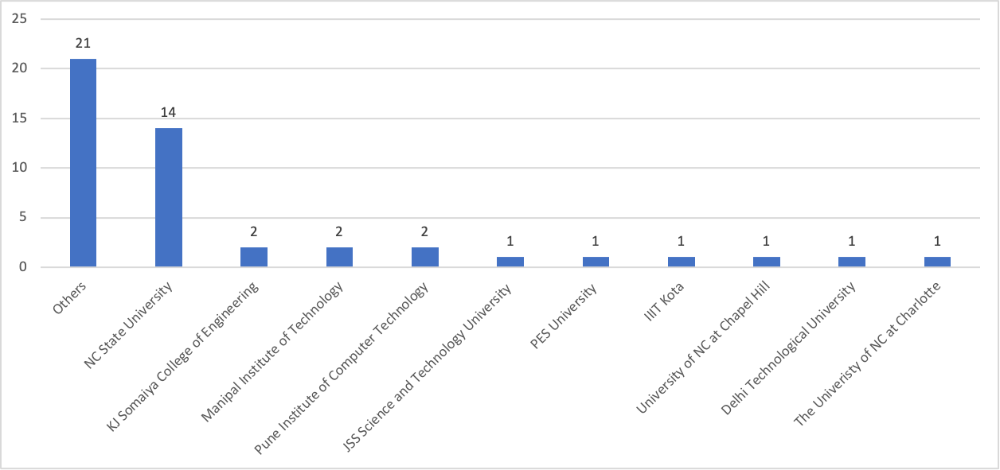 25
20
15
10
5
0
21
14
2
2
2
1
1
1
1
1
1
Others
NC State University
KJ Somaiya College of Engineering
Manipal Institute of Technology
Pune Institute of Computer Technology
JSS Science and Technology University
PES University
IIIT Kota
University of NC at Chapel Hill
Delhi Technological University
The Univeristy of NC at Charlotte